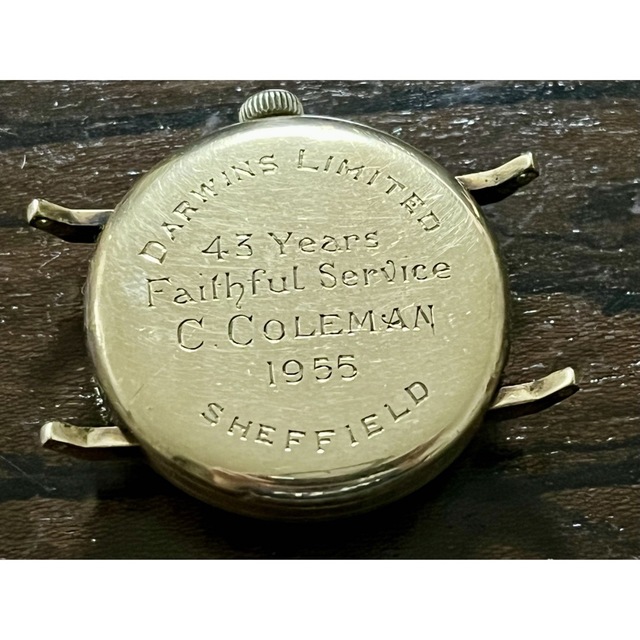 DARWINS LIMITED
43 Years
Faithful Service
C. COLEMAN
1955
SHEFFIELD